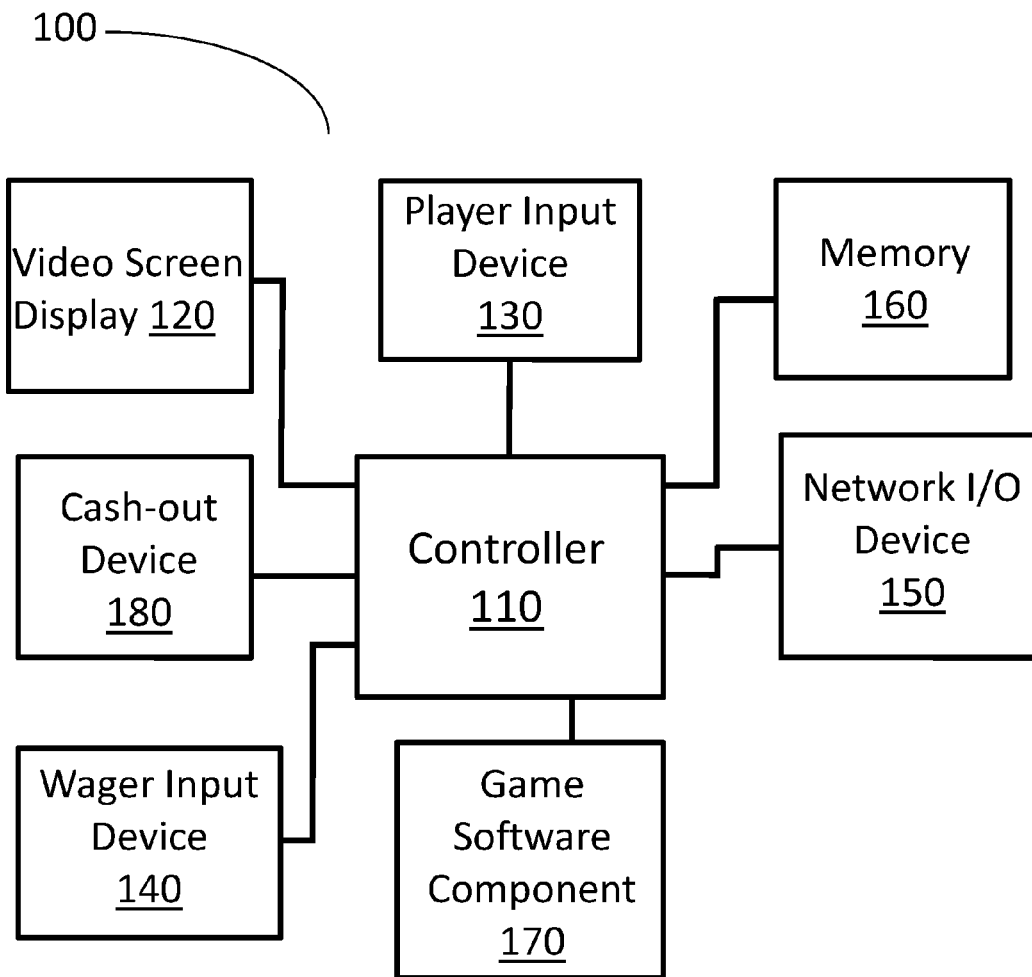 100
Video Screen
Display 120
Player Input
Device
130
Memory
160
Cash-out
Device
180
Controller
110
Network I/O
Device
150
Wager Input
Device
140
Game
Software
Component
170